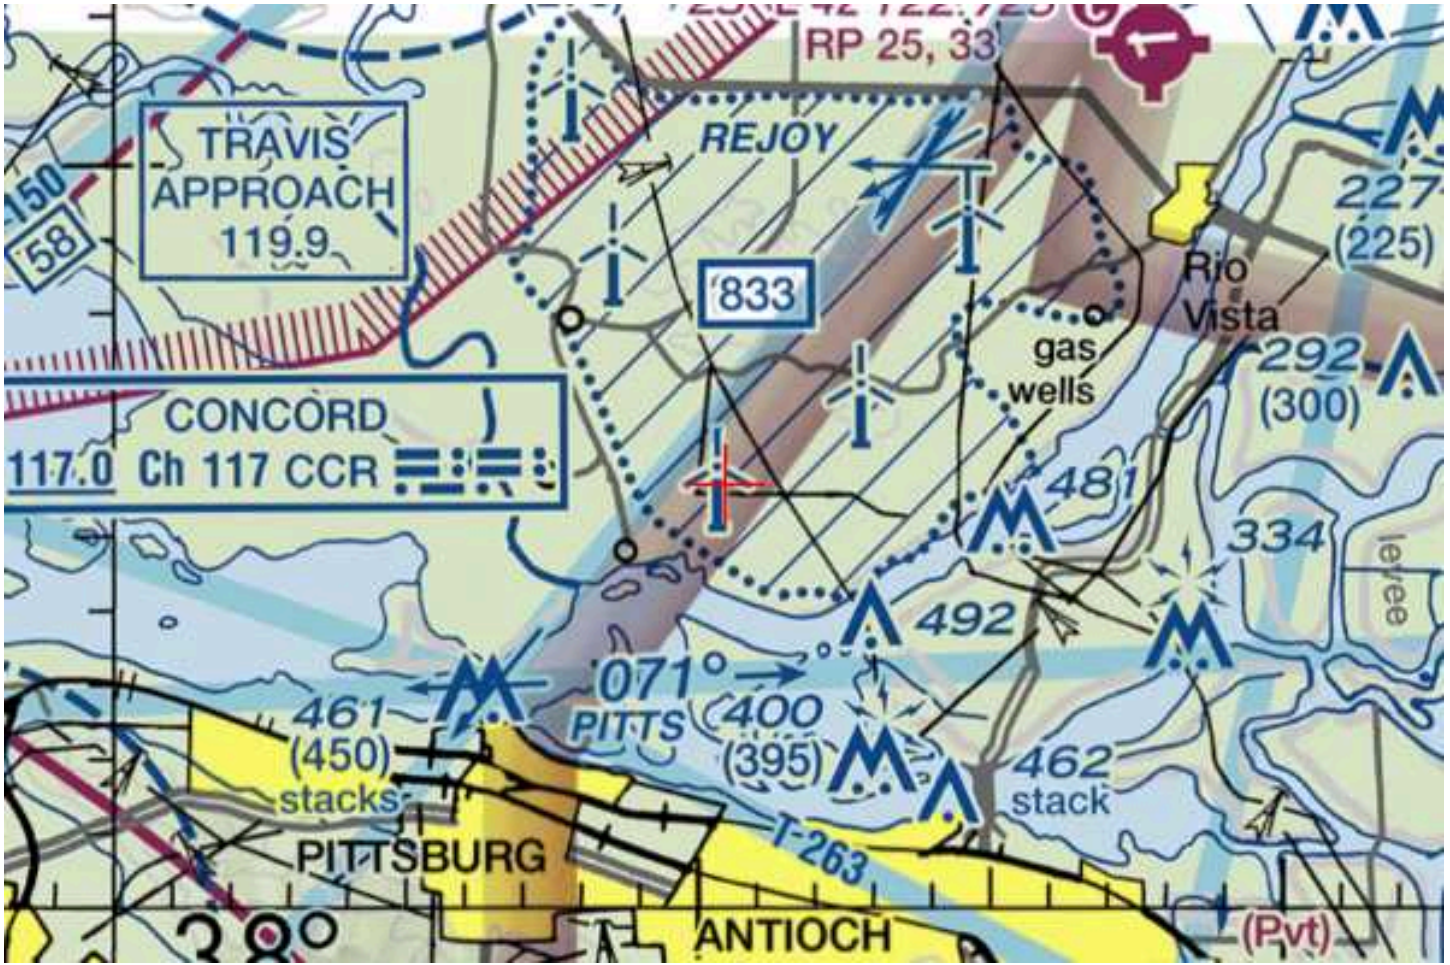 RP 25, 33
G
TRAVIS
APPROACH
119.9
REJOY
150
58
227
(225)
Rio
Vista
833
gas
wells
292
(300)
CONCORD
117.0 Ch 117 CCR
481
334
levee
492
071°
PITTS
461
(450)
stacks
400
(395)
462
stack
T-263
PITTSBURG
38°
ANTIOCH
(Pvt)